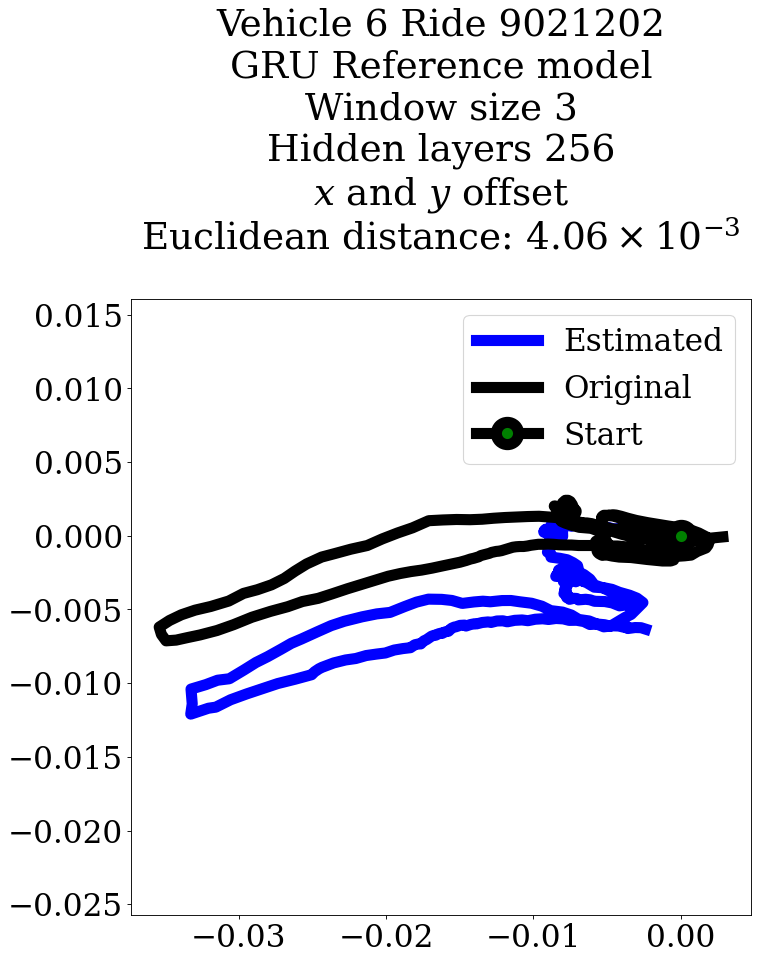 Vehicle 6 Ride 9021202
GRU Reference model
Window size 3
Hidden layers 256
x and y offset
Euclidean distance: 4.06 × 10⁻³
Estimated
Original
Start
0.015
0.010
0.005
0.000
−0.005
−0.010
−0.015
−0.020
−0.025
−0.03 −0.02 −0.01 0.00